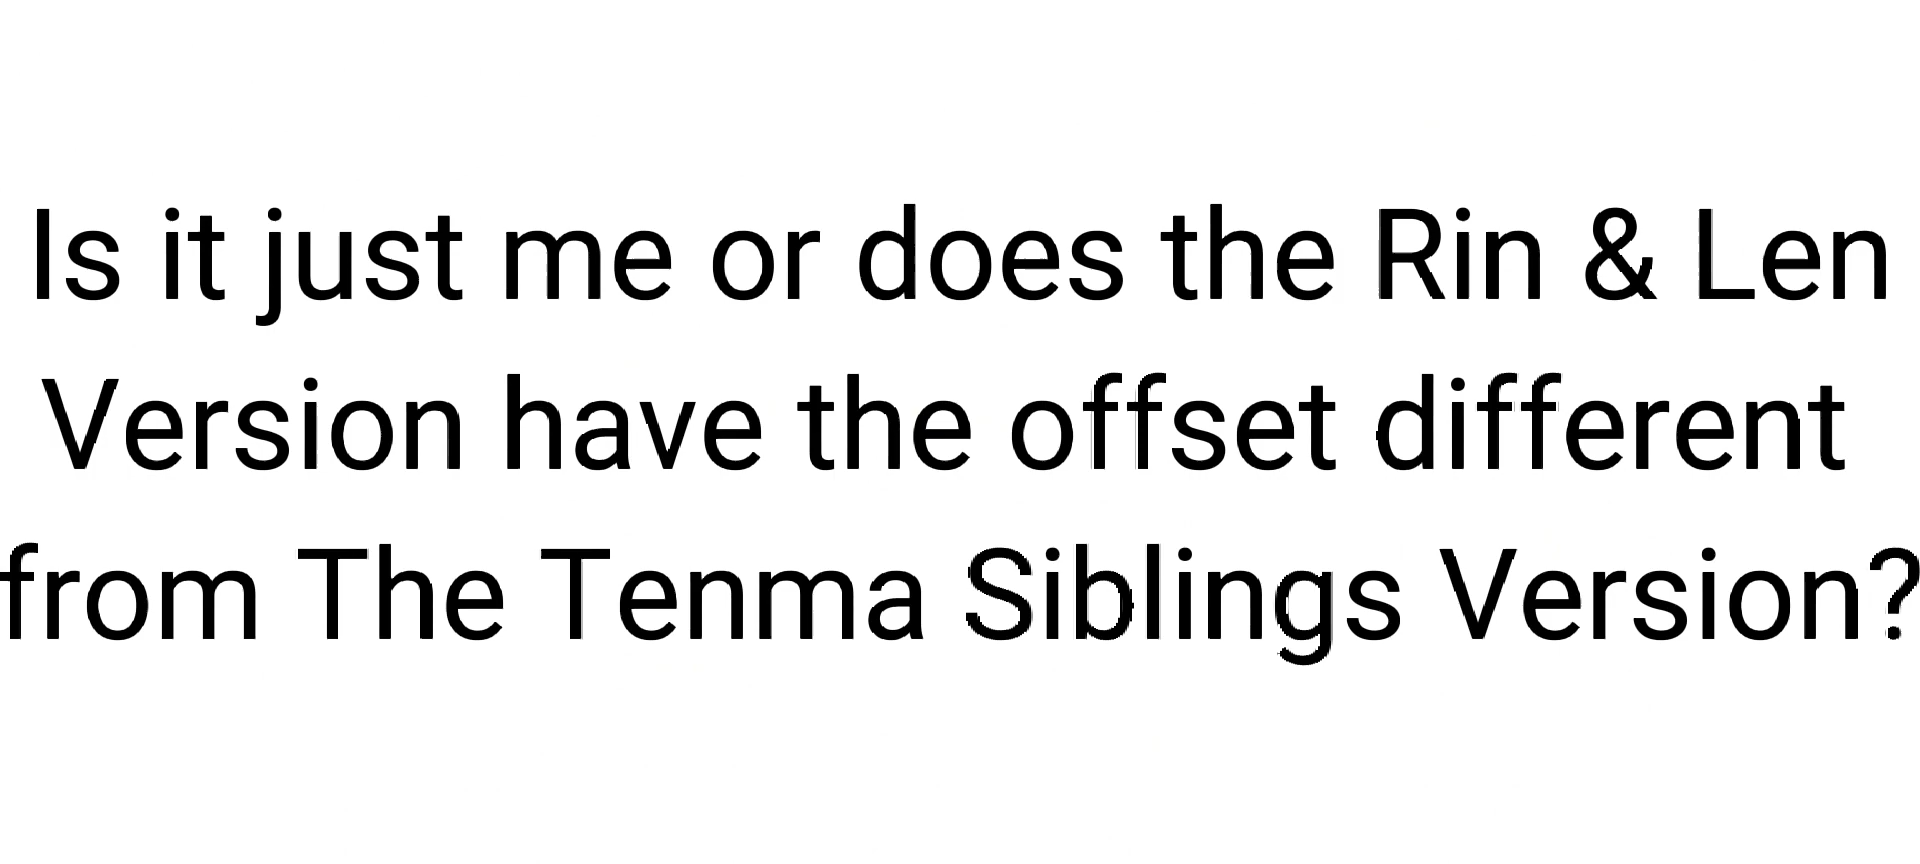 Is it just me or does the Rin & Len
Version have the offset different
from The Tenma Siblings Version?